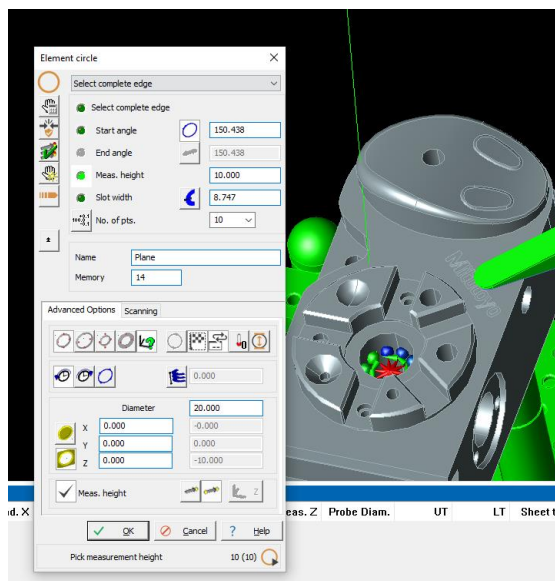 Element circle
Select complete edge
Select complete edge
Start angle 150.438
End angle 150.438
Meas. height 10.000
Slot width 8.747
No. of pts. 10
Name Plane
Memory 14
Advanced Options Scanning
0.000
Diameter 20.000
X 0.000 -0.000
Y 0.000 0.000
Z 0.000 -10.000
Meas. height Z
OK Cancel ? Help
Pick measurement height 10 (10)
d. X eas. Z Probe Diam. UT LT Sheet t